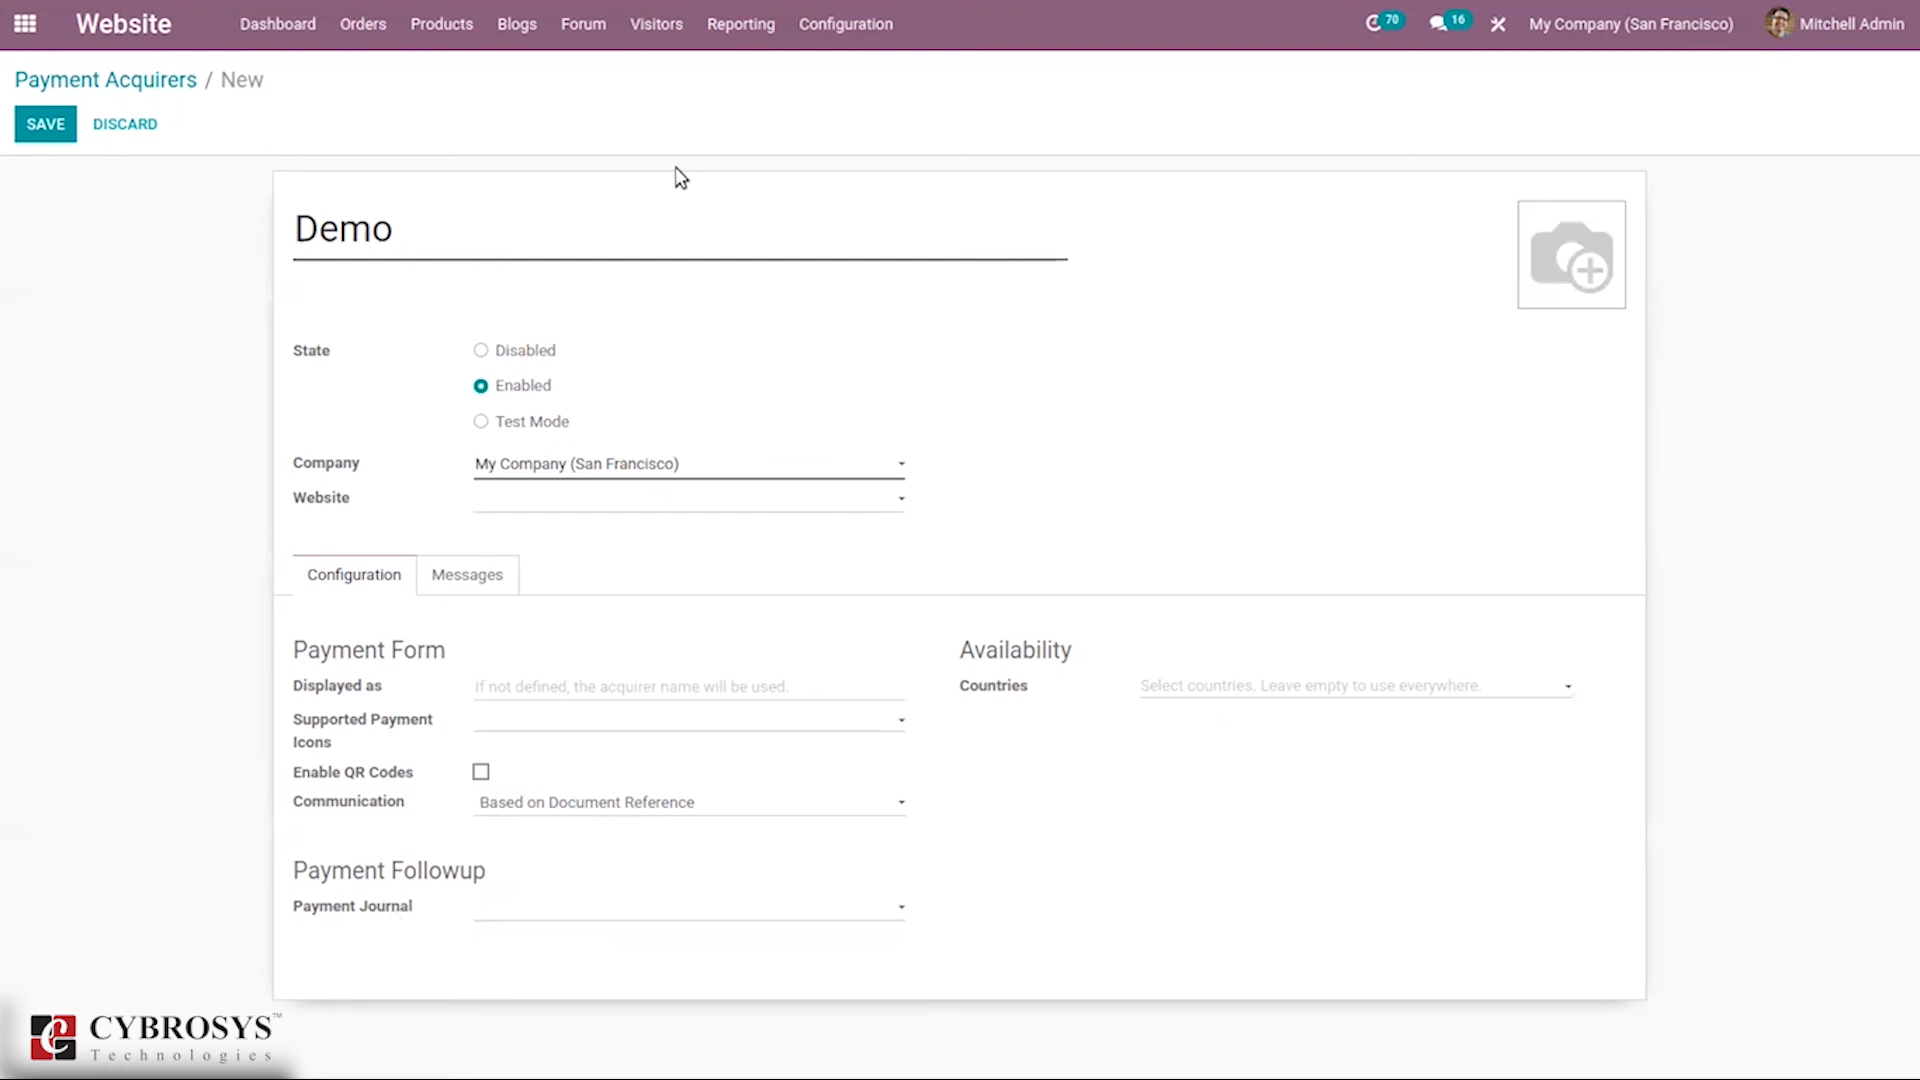 Website Dashboard Orders Products Blogs Forum Visitors Reporting Configuration 70 16 My Company (San Francisco) Mitchell Admin
Payment Acquirers / New
SAVE DISCARD
Demo
State Disabled
Enabled
Test Mode
Company My Company (San Francisco)
Website
Configuration Messages
Payment Form Availability
Displayed as If not defined, the acquirer name will be used. Countries Select countries. Leave empty to use everywhere.
Supported Payment
Icons
Enable QR Codes
Communication Based on Document Reference
Payment Followup
Payment Journal
CYBROSYS™
Technologies